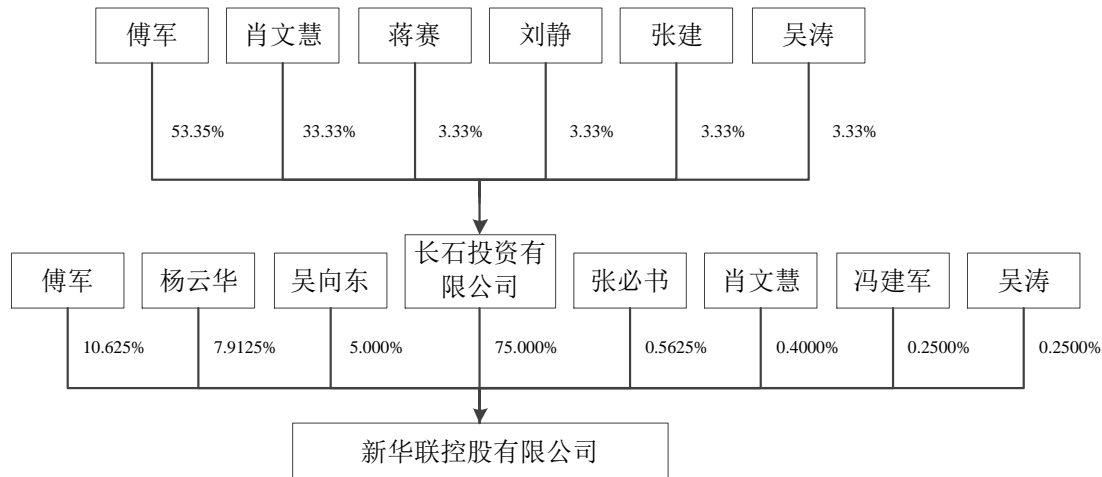 傅军
肖文慧
蒋赛
刘静
张建
吴涛
53.35%
33.33%
3.33%
3.33%
3.33%
3.33%
长石投资有
限公司
傅军
杨云华
吴向东
张必书
肖文慧
冯建军
吴涛
10.625%
7.9125%
5.000%
75.000%
0.5625%
0.4000%
0.2500%
0.2500%
新华联控股有限公司